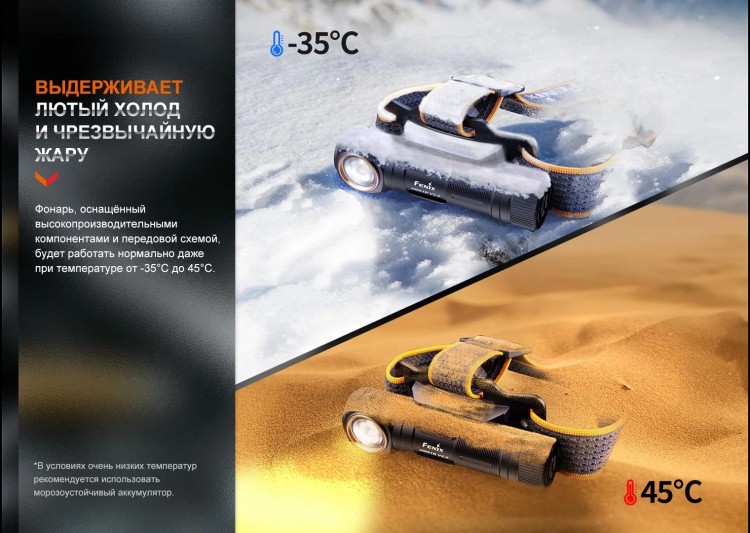 -35°C
ВЫДЕРЖИВАЕТ
ЛЮТЫЙ ХОЛОД
И ЧРЕЗВЫЧАЙНУЮ
ЖАРУ
Фонарь, оснащённый
высокопроизводительными
компонентами и передовой схемой,
будет работать нормально даже
при температуре от -35°C до 45°C.
FENIX
FENIX
45°C
*В условиях очень низких температур
рекомендуется использовать
морозоустойчивый аккумулятор.